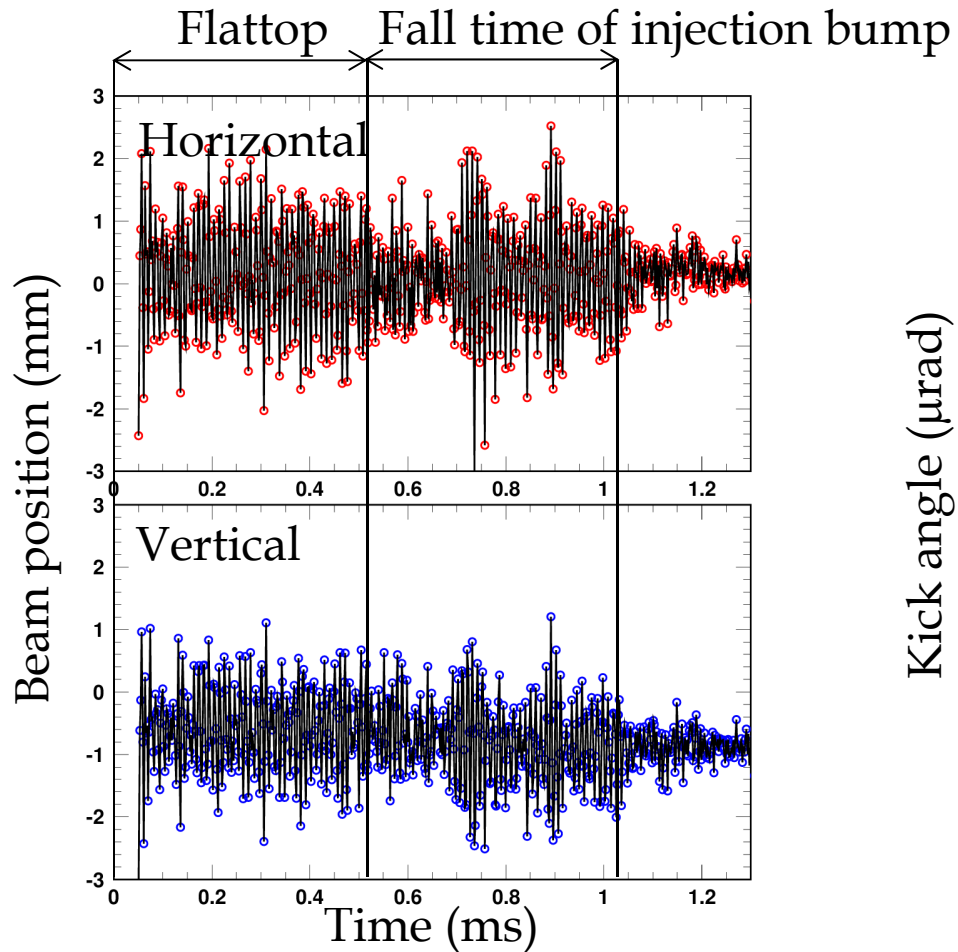 Flattop Fall time of injection bump
3
Horizontal
2
1
0
-1
-2
-3
0 0.2 0.4 0.6 0.8 1 1.2
3
Vertical
2
1
0
-1
-2
-3
0 0.2 0.4 0.6 0.8 1 1.2
Time (ms)
Beam position (mm)
Kick angle (μrad)